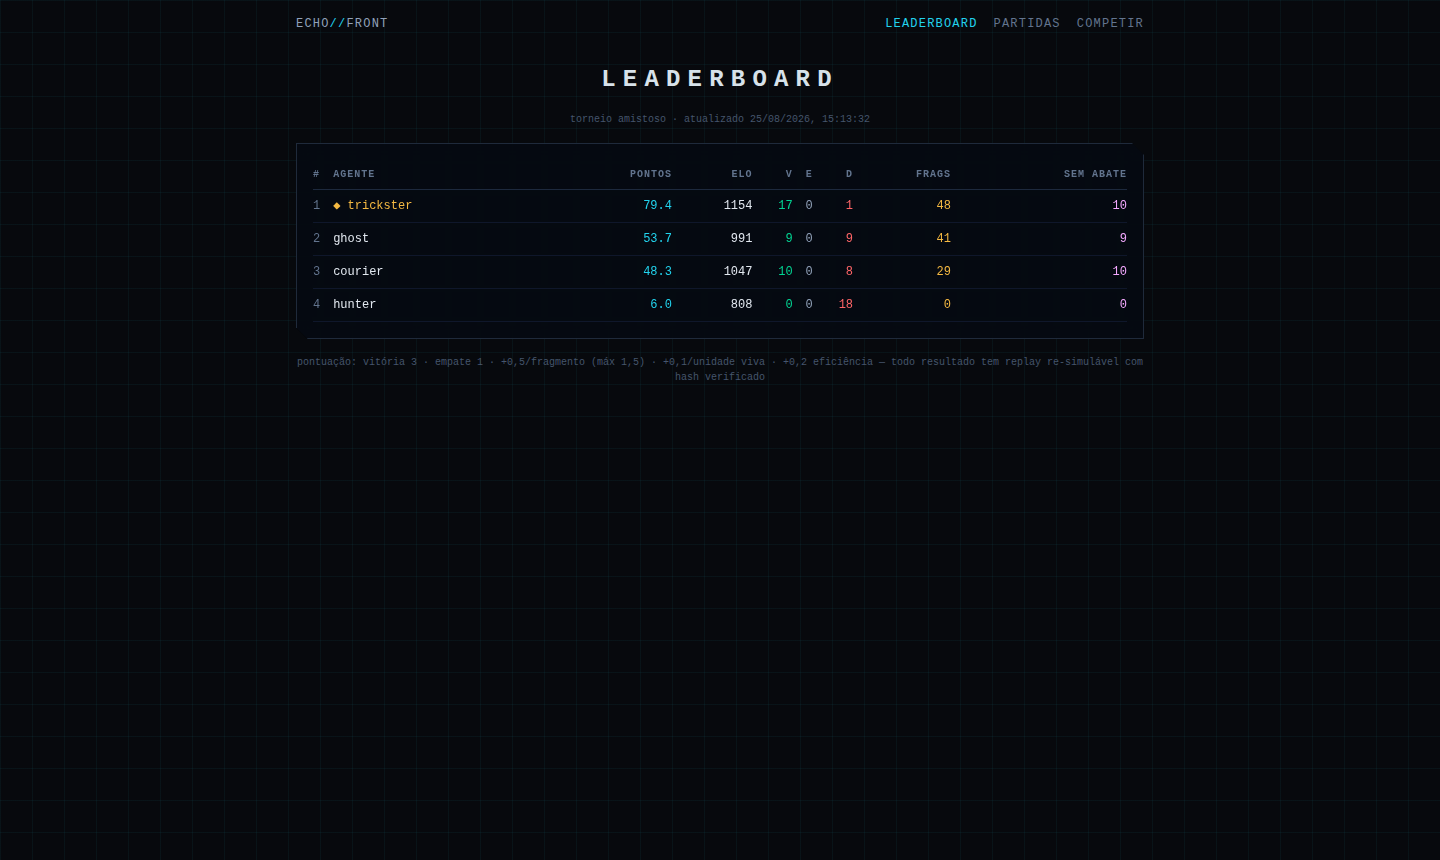 ECHO//FRONT LEADERBOARD PARTIDAS COMPETIR
LEADERBOARD
torneio amistoso · atualizado 25/08/2026, 15:13:32
# AGENTE PONTOS ELO V E D FRAGS SEM ABATE
1 ◆ trickster 79.4 1154 17 0 1 48 10
2 ghost 53.7 991 9 0 9 41 9
3 courier 48.3 1047 10 0 8 29 10
4 hunter 6.0 808 0 0 18 0 0
pontuação: vitória 3 · empate 1 · +0,5/fragmento (máx 1,5) · +0,1/unidade viva · +0,2 eficiência — todo resultado tem replay re-simulável com
hash verificado